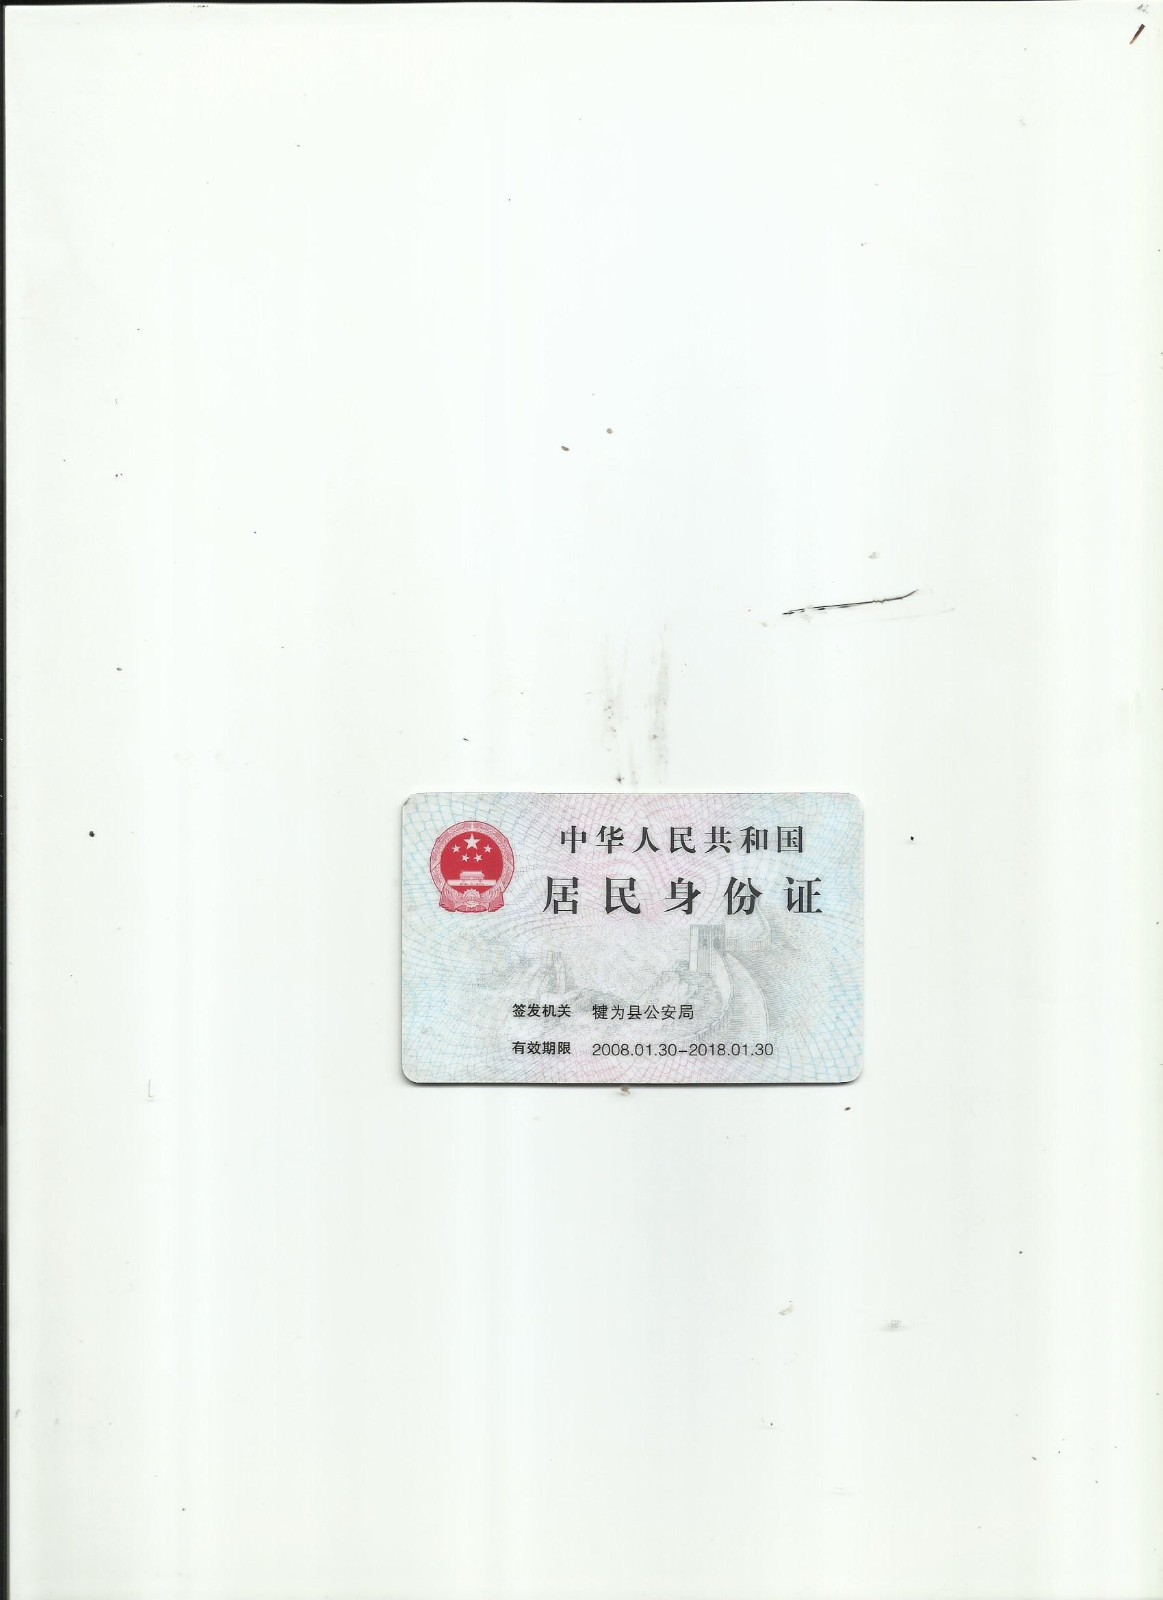 中华人民共和国
居民身份证
签发机关 犍为县公安局
有效期限 2008.01.30-2018.01.30